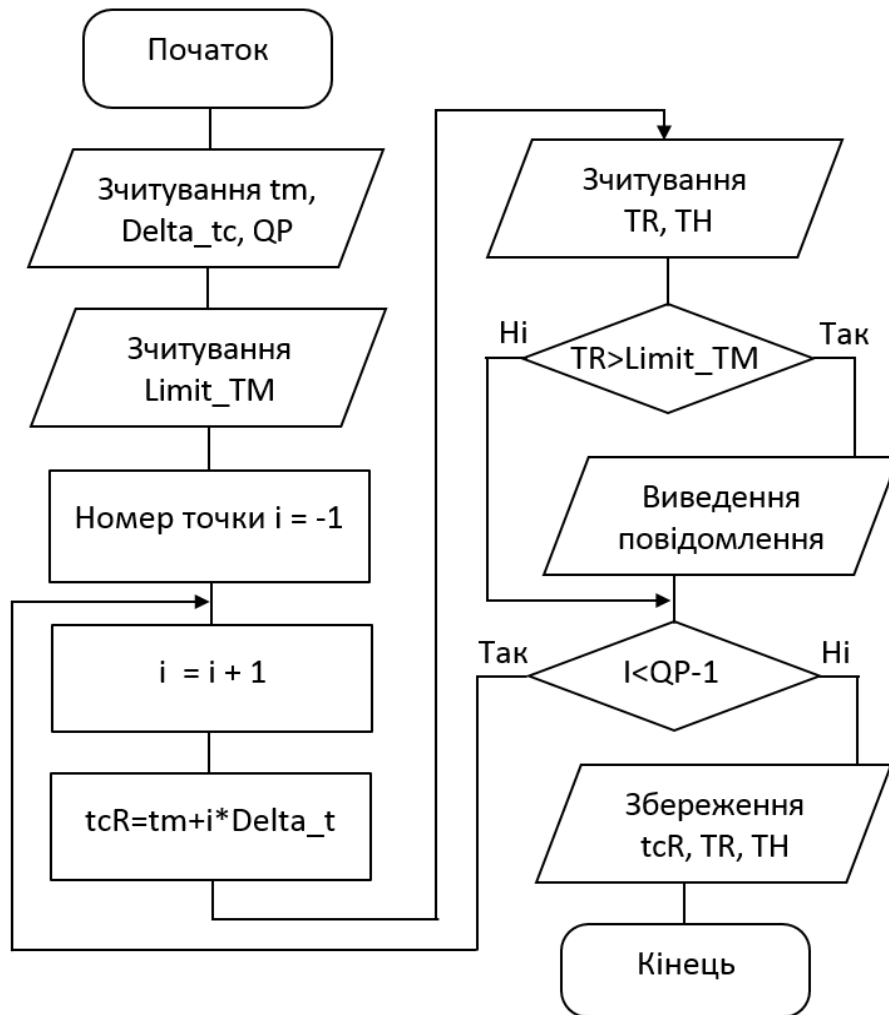 Початок
Зчитування tm,
Delta_tc, QP
Зчитування
Limit_TM
Номер точки i = -1
i = i + 1
tcR=tm+i*Delta_t
Зчитування
TR, TH
Ні
TR>Limit_TM
Так
Виведення
повідомлення
Так
I<QP-1
Ні
Збереження
tcR, TR, TH
Кінець